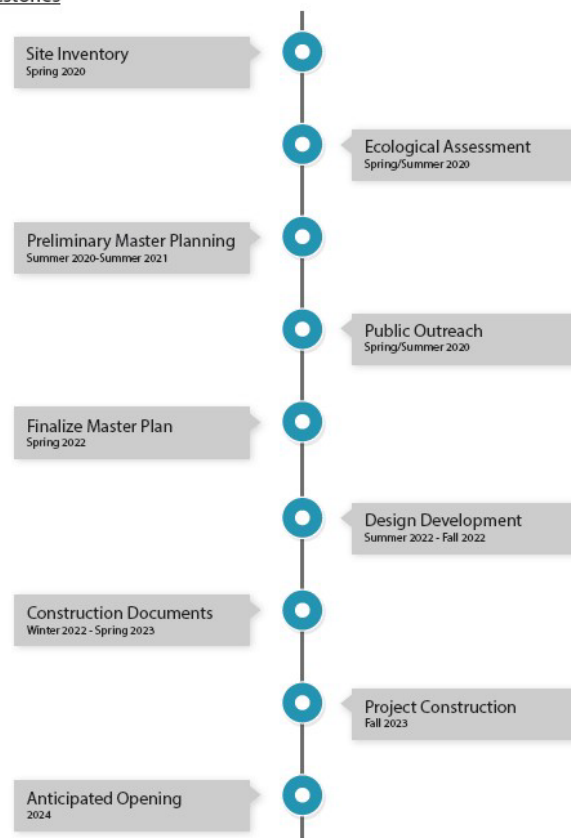 Site Inventory
Spring 2020
Ecological Assessment
Spring/Summer 2020
Preliminary Master Planning
Summer 2020-Summer 2021
Public Outreach
Spring/Summer 2020
Finalize Master Plan
Spring 2022
Design Development
Summer 2022 - Fall 2022
Construction Documents
Winter 2022 - Spring 2023
Project Construction
Fall 2023
Anticipated Opening
2024